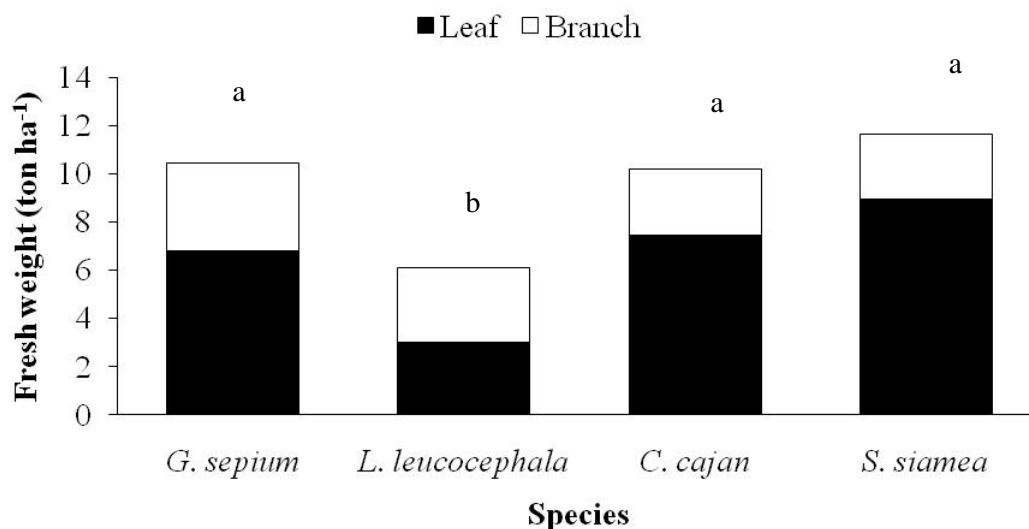 Leaf Branch
Fresh weight (ton ha⁻¹)
14
12
10
8
6
4
2
0
a
b
a
a
G. sepium L. leucocephala C. cajan S. siamea
Species